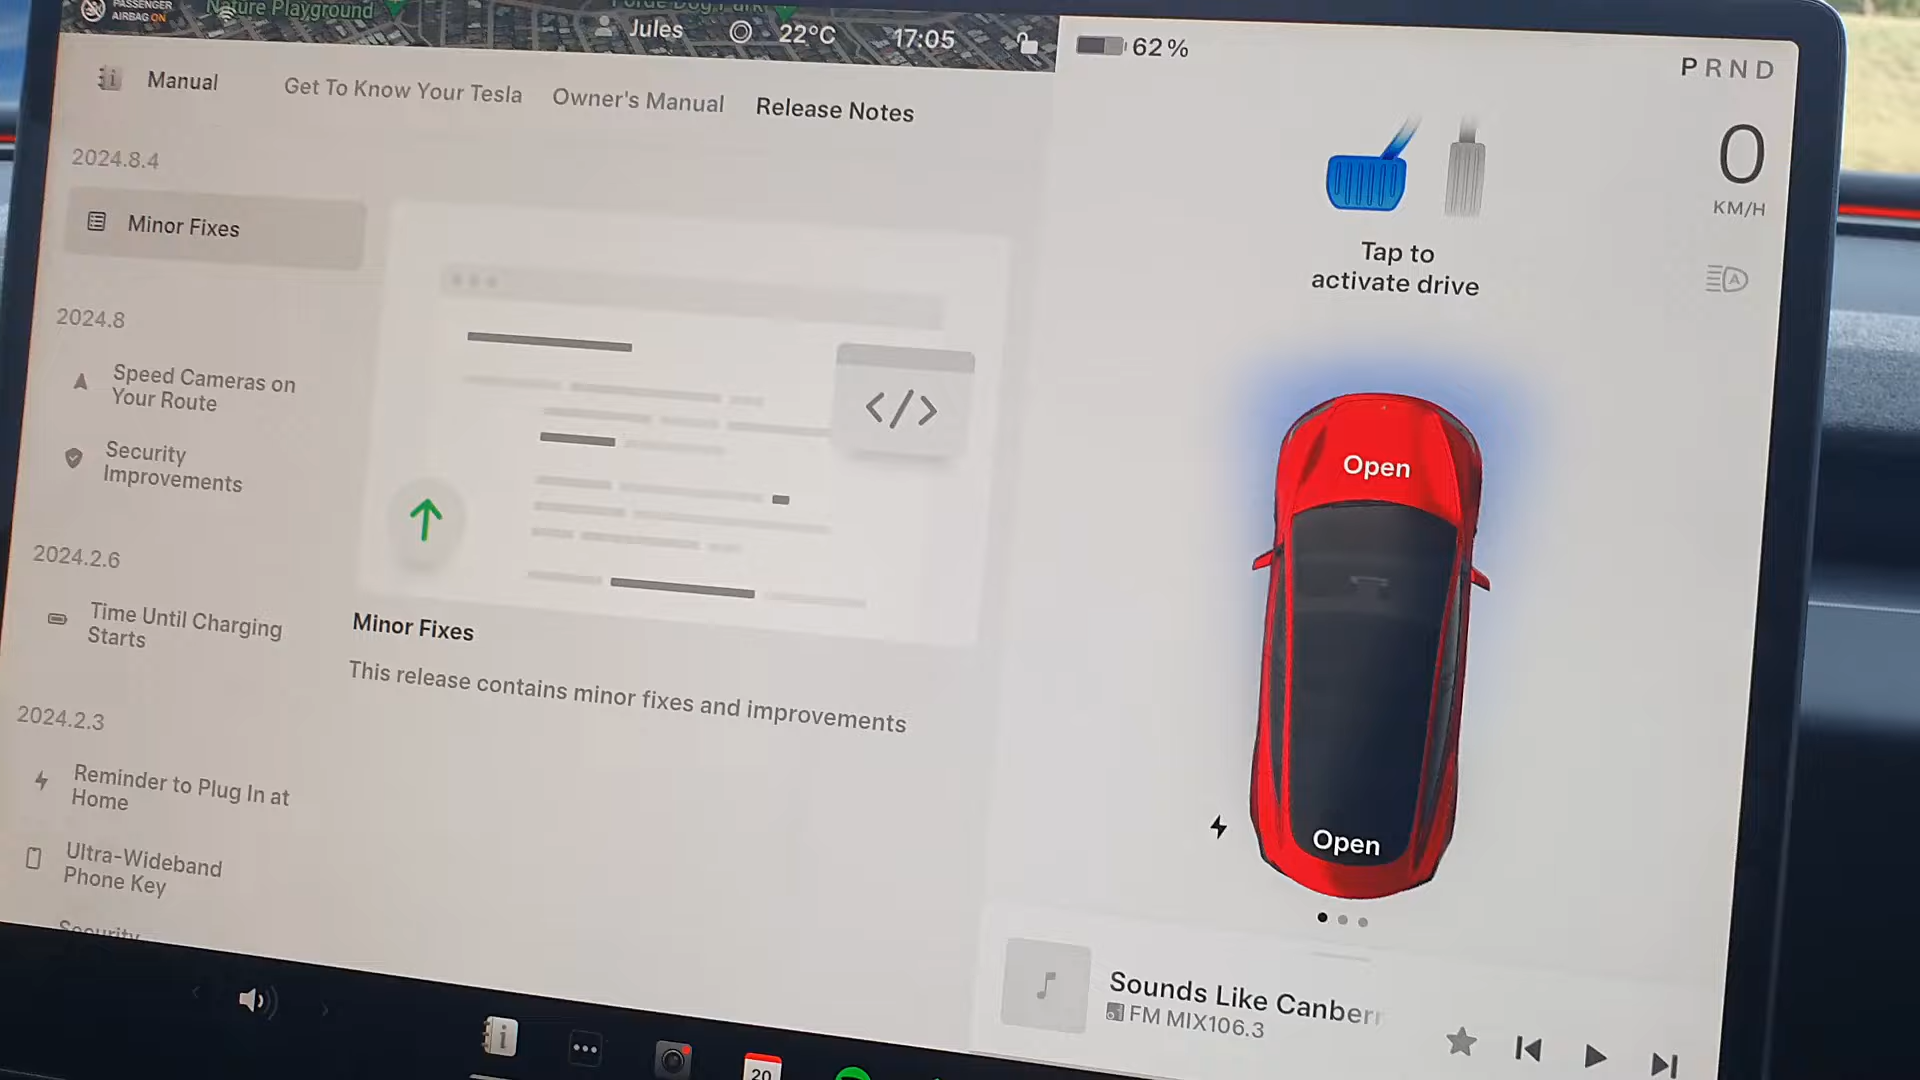 PASSENGER
AIRBAG ON
Nature Playground
Jules
22°C
17:05
62%
PRND
Manual
Get To Know Your Tesla
Owner's Manual
Release Notes
0
KM/H
A
Tap to
activate drive
2024.8.4
Minor Fixes
2024.8
Speed Cameras on
Your Route
Security
Improvements
2024.2.6
Time Until Charging
Starts
2024.2.3
Reminder to Plug In at
Home
Ultra-Wideband
Phone Key
Security
</>
Minor Fixes
This release contains minor fixes and improvements
Open
Open
Sounds Like Canberr
FM MIX106.3
20